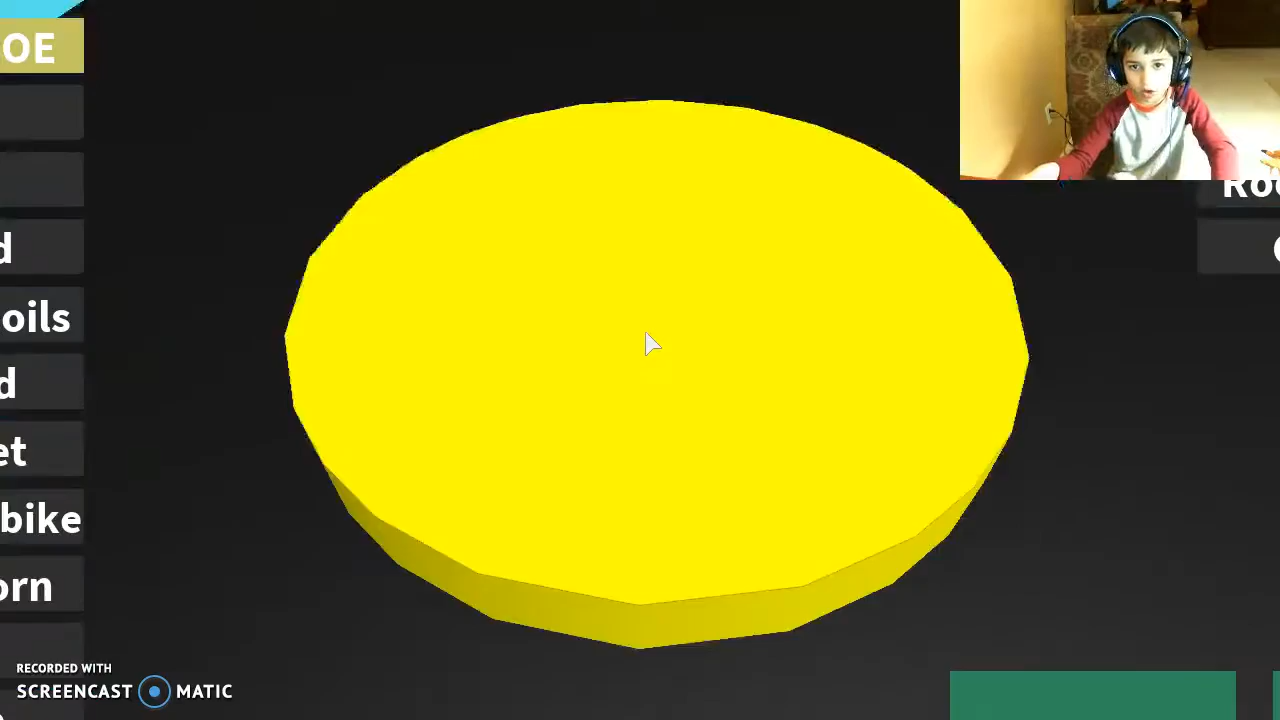 OE
d
oils
d
et
bike
orn
RECORDED WITH
SCREENCAST MATIC